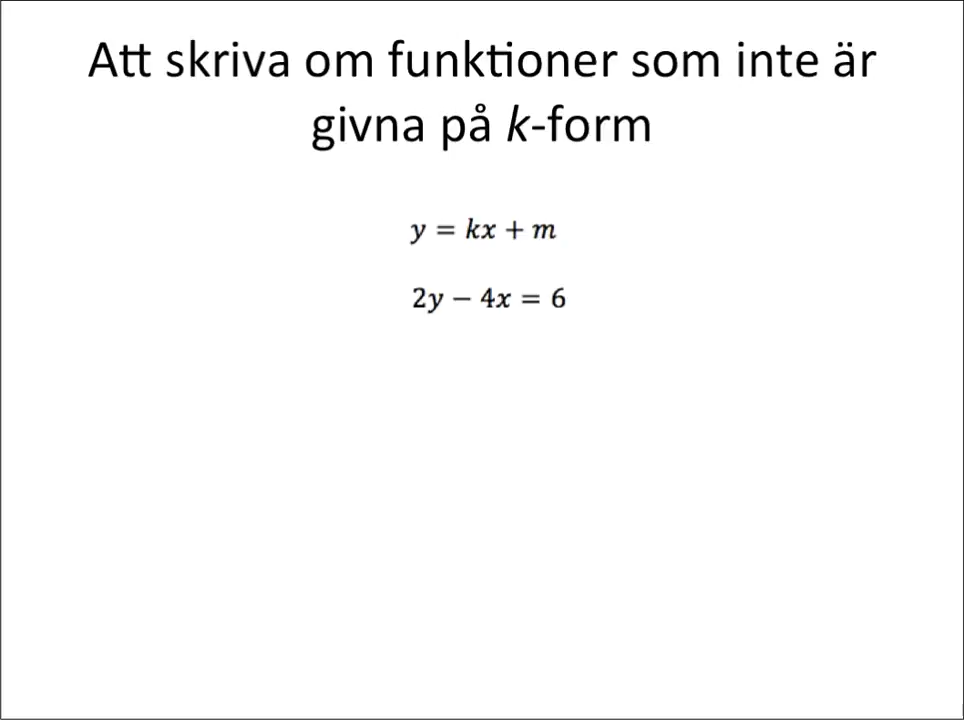 Att skriva om funktioner som inte är
givna på k-form
y = kx + m
2y − 4x = 6